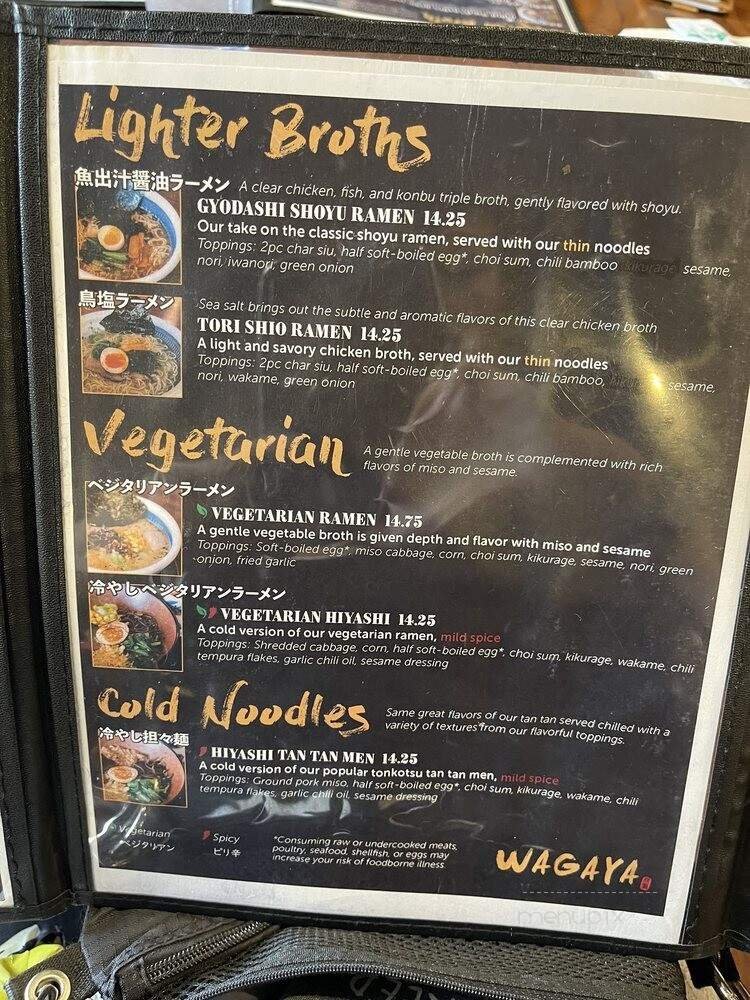 Lighter Broths
魚出汁醤油ラーメン A clear chicken, fish, and konbu triple broth, gently flavored with shoyu.
GYODASHI SHOYU RAMEN 14.25
Our take on the classic shoyu ramen, served with our thin noodles
Toppings: 2pc char siu, half soft-boiled egg*, choi sum, chili bamboo kikurage, sesame,
nori, iwanori, green onion
鳥塩ラーメン Sea salt brings out the subtle and aromatic flavors of this clear chicken broth
TORI SHIO RAMEN 14.25
A light and savory chicken broth, served with our thin noodles
Toppings: 2pc char siu, half soft-boiled egg*, choi sum, chili bamboo, sesame,
nori, wakame, green onion
Vegetarian
A gentle vegetable broth is complemented with rich
flavors of miso and sesame.
ベジタリアンラーメン
VEGETARIAN RAMEN 14.75
A gentle vegetable broth is given depth and flavor with miso and sesame
Toppings: Soft-boiled egg*, miso cabbage, corn, choi sum, kikurage, sesame, nori, green
onion, fried garlic
冷やしベジタリアンラーメン
VEGETARIAN HIYASHI 14.25
A cold version of our vegetarian ramen, mild spice
Toppings: Shredded cabbage, corn, half soft-boiled egg*, choi sum, kikurage, wakame, chili
tempura flakes, garlic chili oil, sesame dressing
Cold Noodles
Same great flavors of our tan tan served chilled with a
variety of textures from our flavorful toppings.
冷やし担々麺
HIYASHI TAN TAN MEN 14.25
A cold version of our popular tonkotsu tan tan men, mild spice
Toppings: Ground pork miso, half soft-boiled egg*, choi sum, kikurage, wakame, chili
tempura flakes, garlic chili oil, sesame dressing
Vegetarian
ベジタリアン
Spicy
ピリ辛
*Consuming raw or undercooked meats,
poultry, seafood, shellfish, or eggs may
increase your risk of foodborne illness.
WAGAYA
menupix